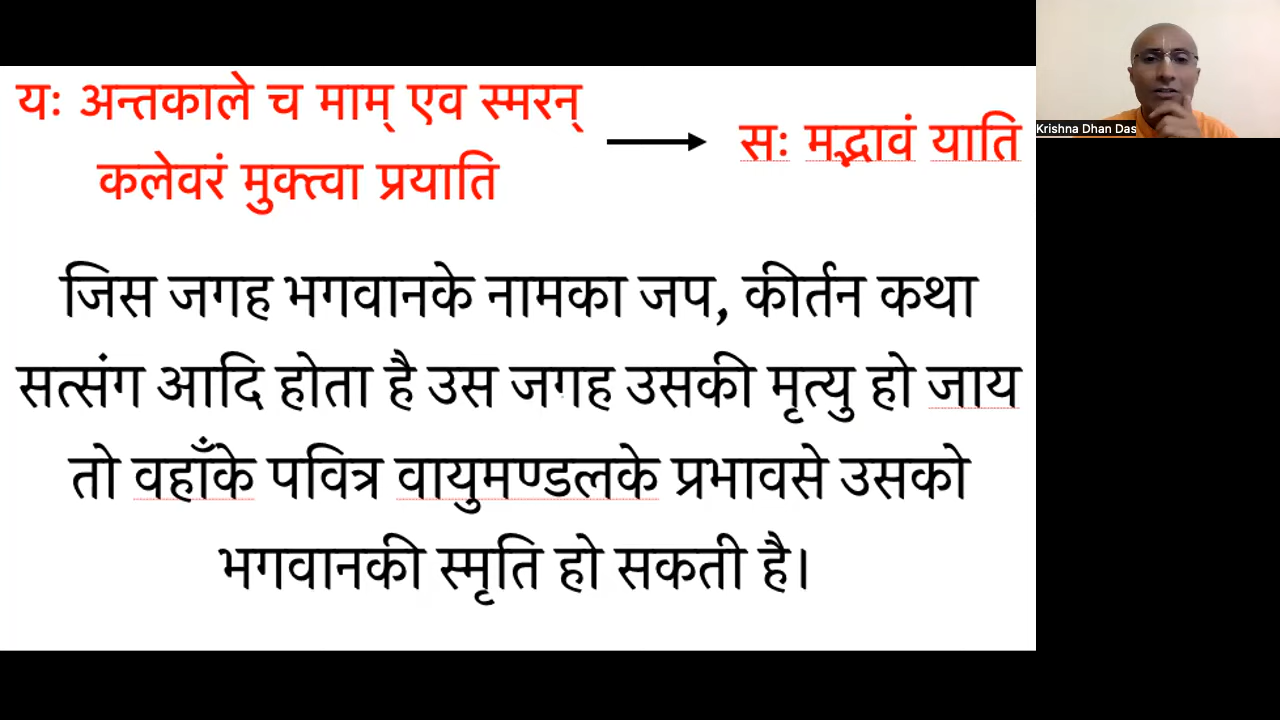 यः अन्तकाले च माम् एव स्मरन्
कलेवरं मुक्त्वा प्रयाति
सः मद्भावं याति
जिस जगह भगवानके नामका जप, कीर्तन कथा
सत्संग आदि होता है उस जगह उसकी मृत्यु हो जाय
तो वहाँके पवित्र वायुमण्डलके प्रभावसे उसको
भगवानकी स्मृति हो सकती है।
Krishna Dhan Das